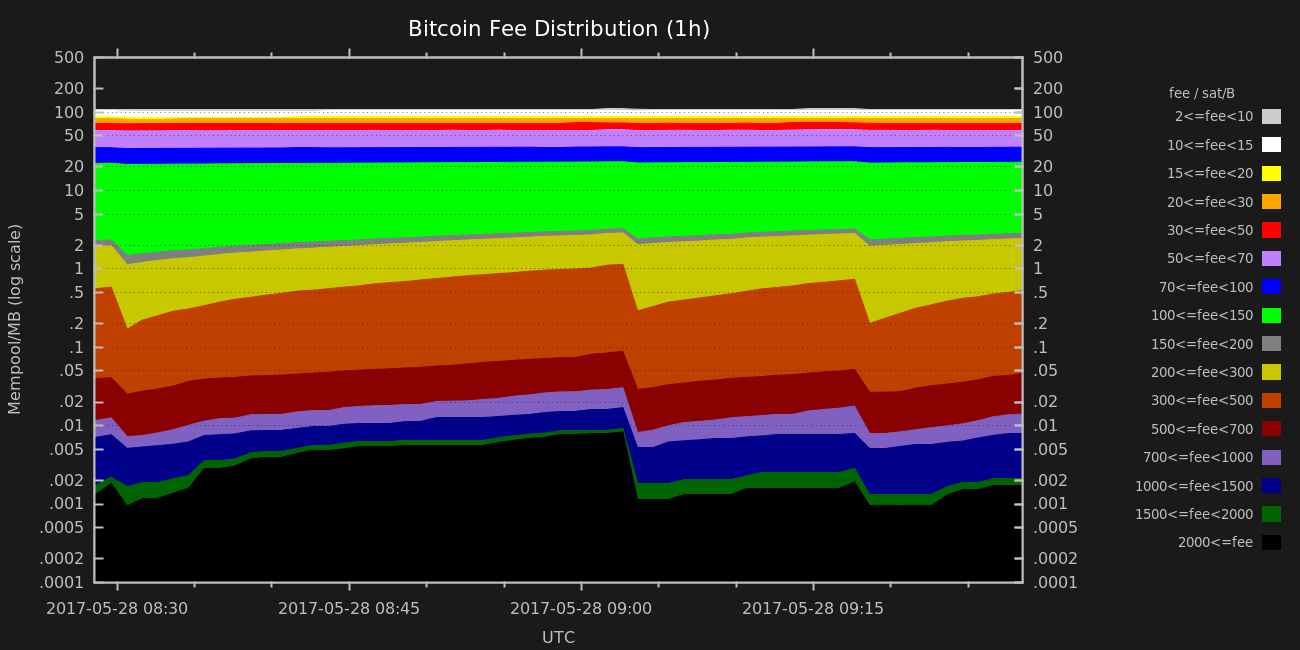 Bitcoin Fee Distribution (1h)
Mempool/MB (log scale)
500
200
100
50
20
10
5
2
1
.5
.2
.1
.05
.02
.01
.005
.002
.001
.0005
.0002
.0001
500
200
100
50
20
10
5
2
1
.5
.2
.1
.05
.02
.01
.005
.002
.001
.0005
.0002
.0001
2017-05-28 08:30 2017-05-28 08:45 2017-05-28 09:00 2017-05-28 09:15
UTC
fee / sat/B
2<=fee<10
10<=fee<15
15<=fee<20
20<=fee<30
30<=fee<50
50<=fee<70
70<=fee<100
100<=fee<150
150<=fee<200
200<=fee<300
300<=fee<500
500<=fee<700
700<=fee<1000
1000<=fee<1500
1500<=fee<2000
2000<=fee